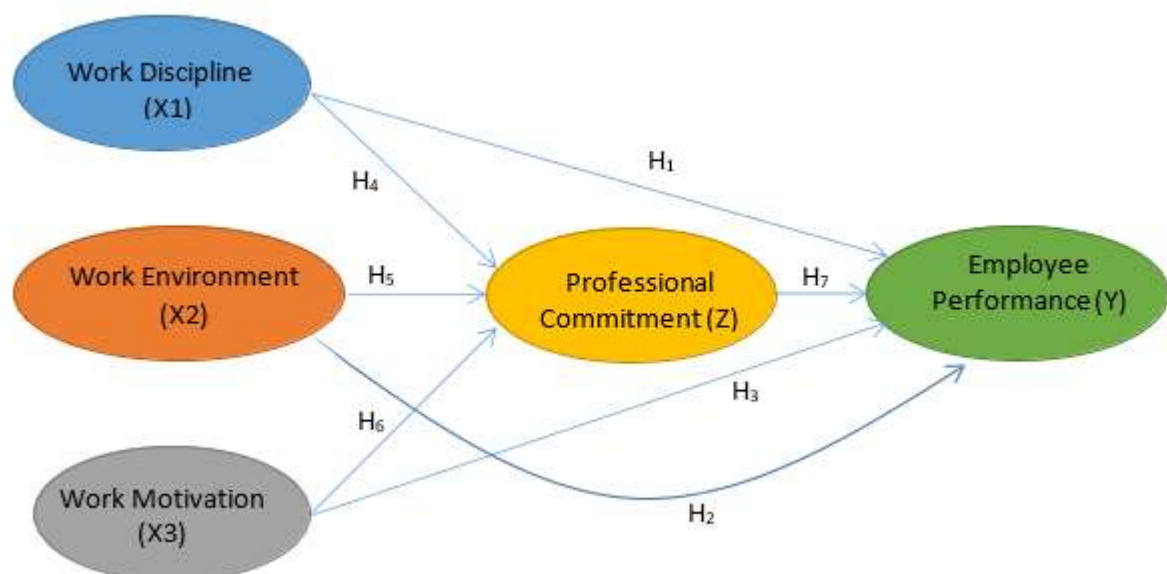 Work Discipline
(X1)
H₁
H₄
Work Environment
(X2)
H₅
Professional
Commitment (Z)
H₇
Employee
Performance (Y)
H₃
H₆
Work Motivation
(X3)
H₂